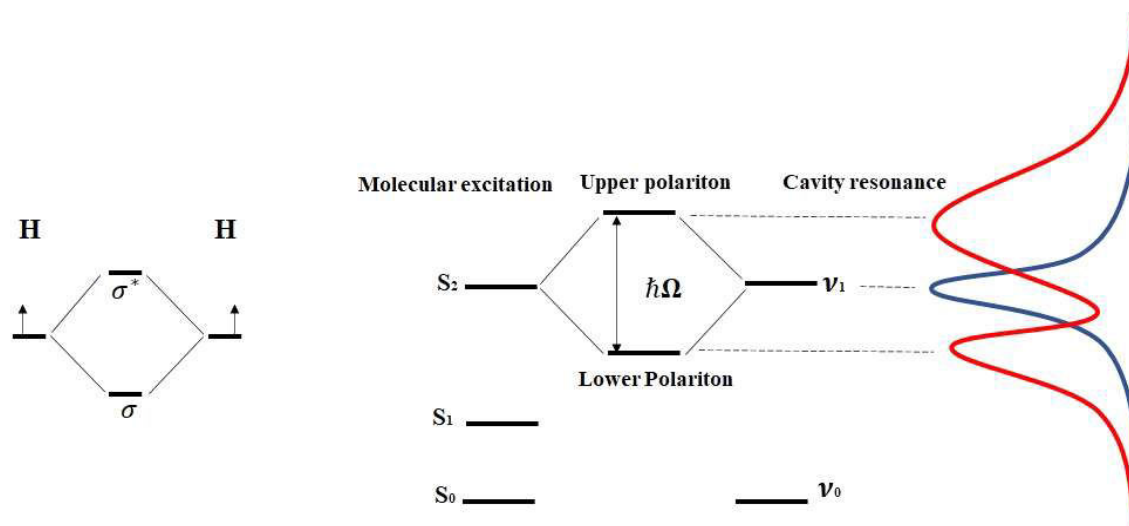 Molecular excitation Upper polariton Cavity resonance
H H
σ*
S₂ ħΩ ν₁
Lower Polariton
σ
S₁
S₀ ν₀